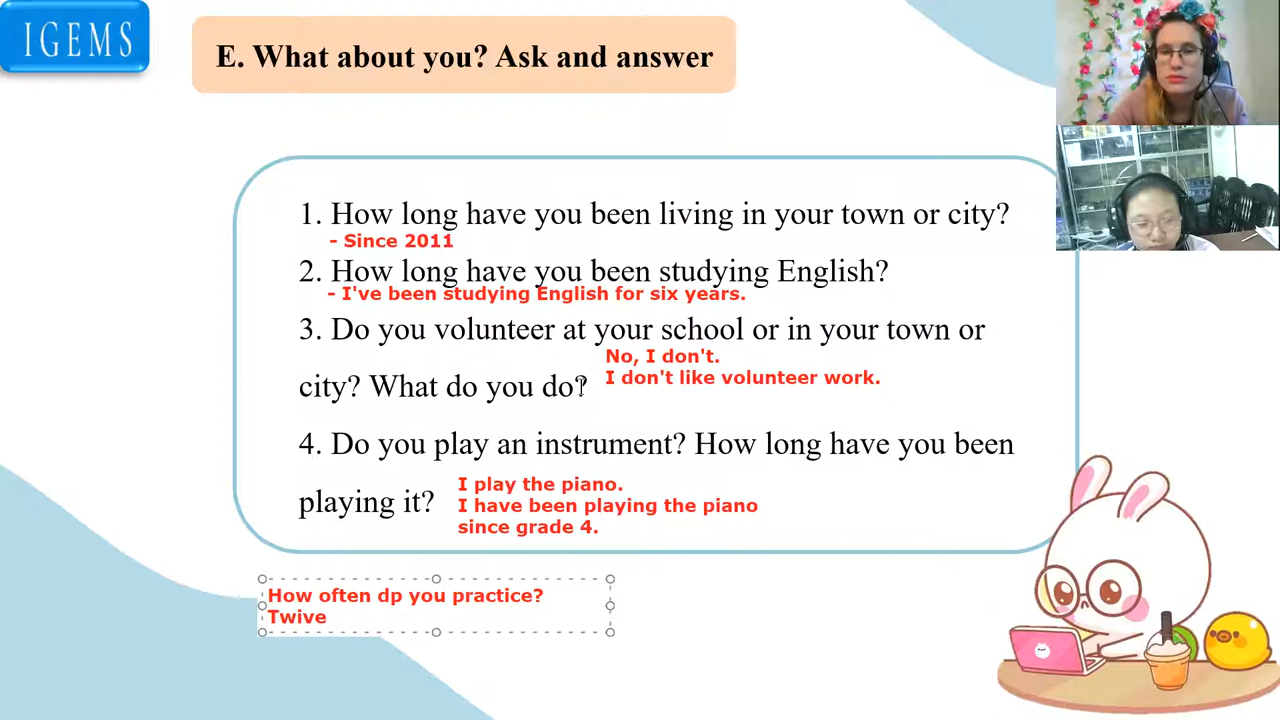 IGEMS
E. What about you? Ask and answer
1. How long have you been living in your town or city?
- Since 2011
2. How long have you been studying English?
- I've been studying English for six years.
3. Do you volunteer at your school or in your town or
No, I don't.
I don't like volunteer work.
city? What do you do?
4. Do you play an instrument? How long have you been
playing it?
I play the piano.
I have been playing the piano
since grade 4.
How often dp you practice?
Twive